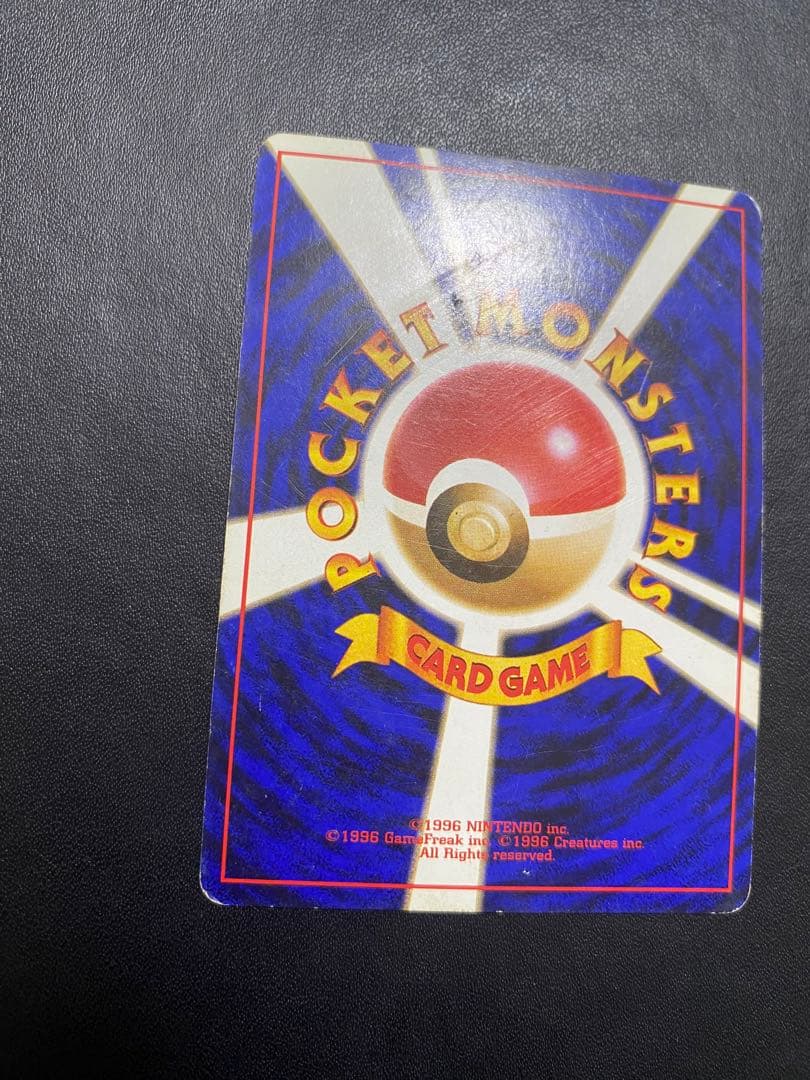 POCKET MONSTERS
CARD GAME
©1996 NINTENDO inc.
©1996 GameFreak inc. ©1996 Creatures inc.
All Rights reserved.